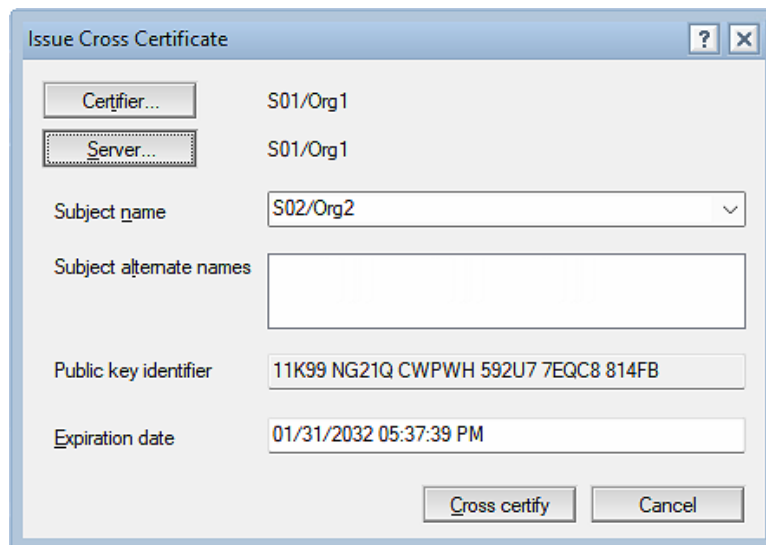 Issue Cross Certificate
Certifier... S01/Org1
Server... S01/Org1
Subject name S02/Org2
Subject alternate names
Public key identifier 11K99 NG21Q CWPWH 592U7 7EQC8 814FB
Expiration date 01/31/2032 05:37:39 PM
Cross certify Cancel